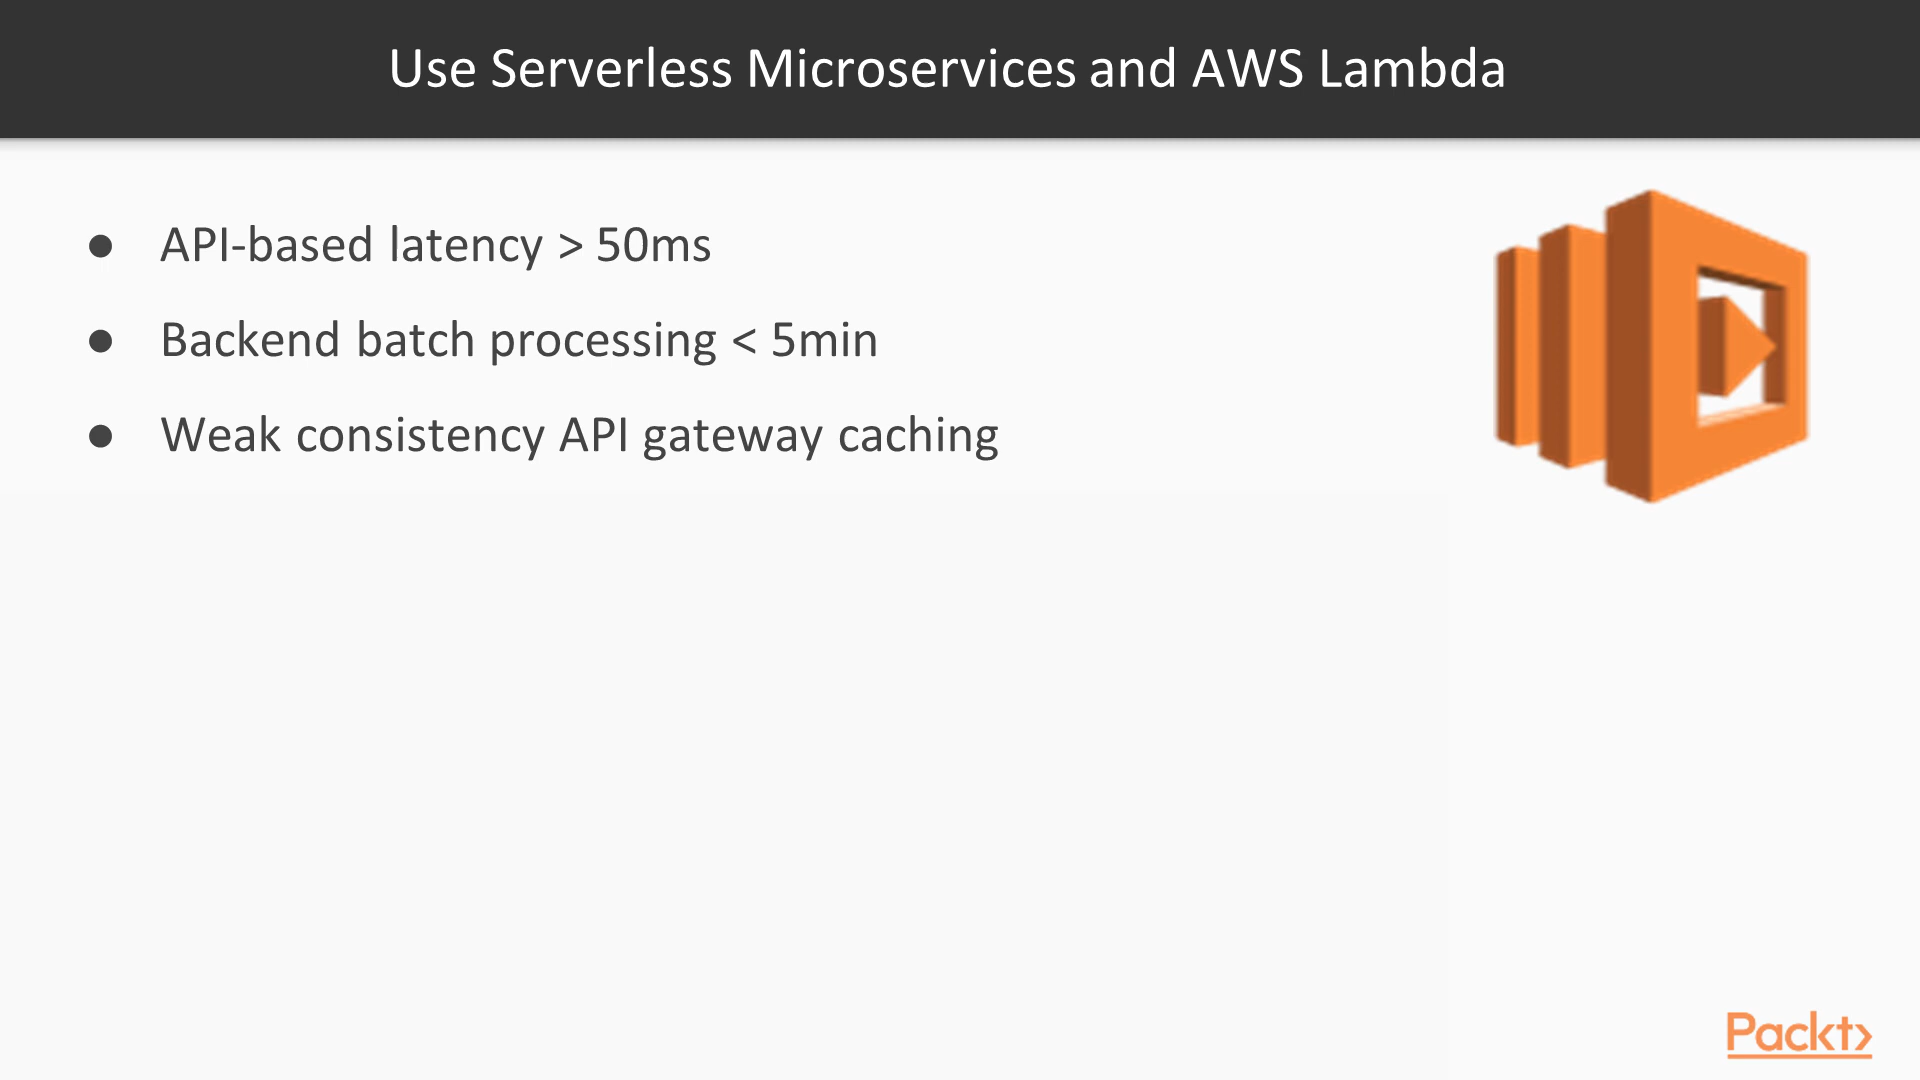 Use Serverless Microservices and AWS Lambda
● API-based latency > 50ms
● Backend batch processing < 5min
● Weak consistency API gateway caching
Packt>